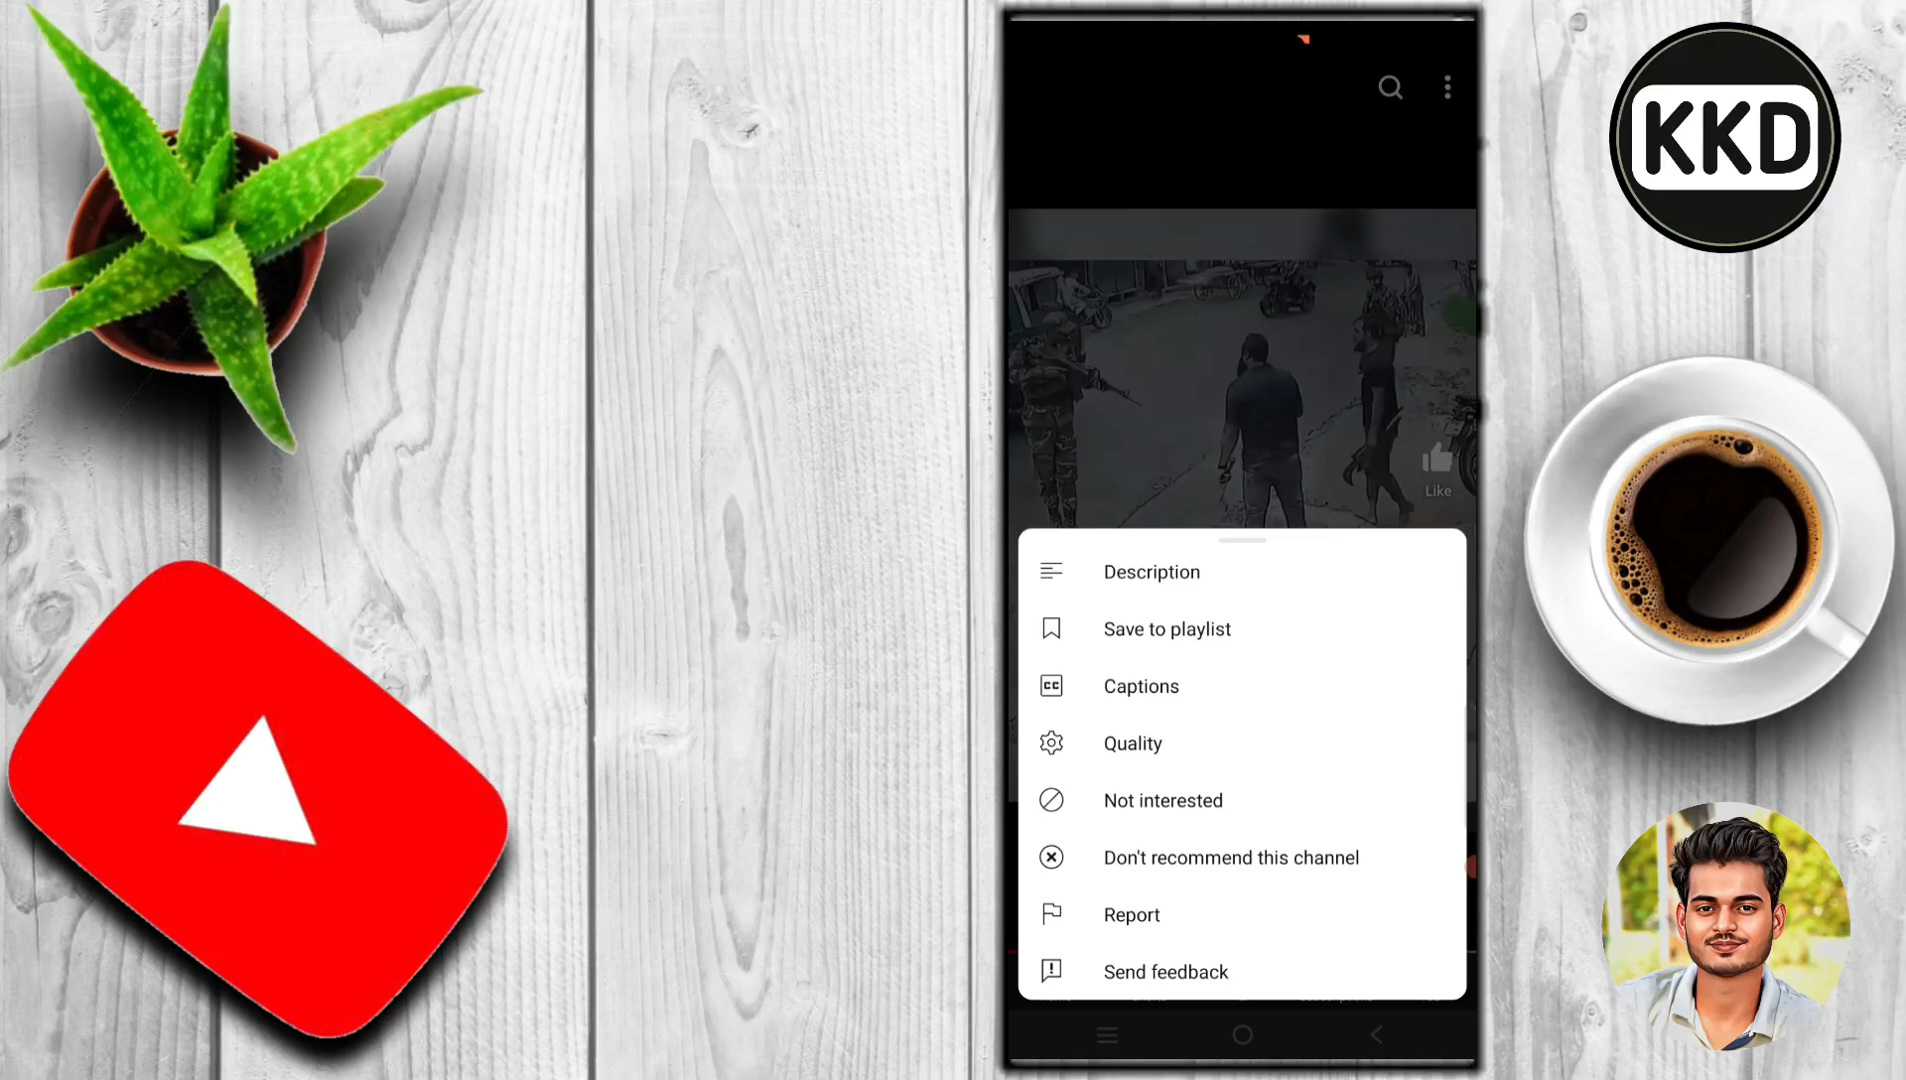 KKD
Like
Description
Save to playlist
Captions
Quality
Not interested
Don't recommend this channel
Report
Send feedback